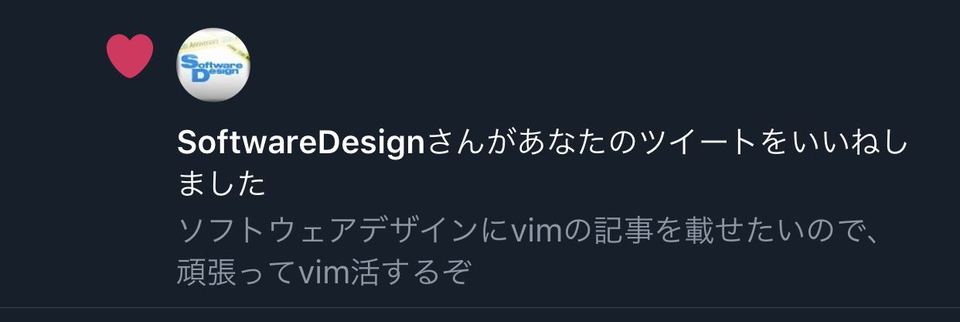 Software
Design
SoftwareDesignさんがあなたのツイートをいいねし
ました
ソフトウェアデザインにvimの記事を載せたいので、
頑張ってvim活するぞ